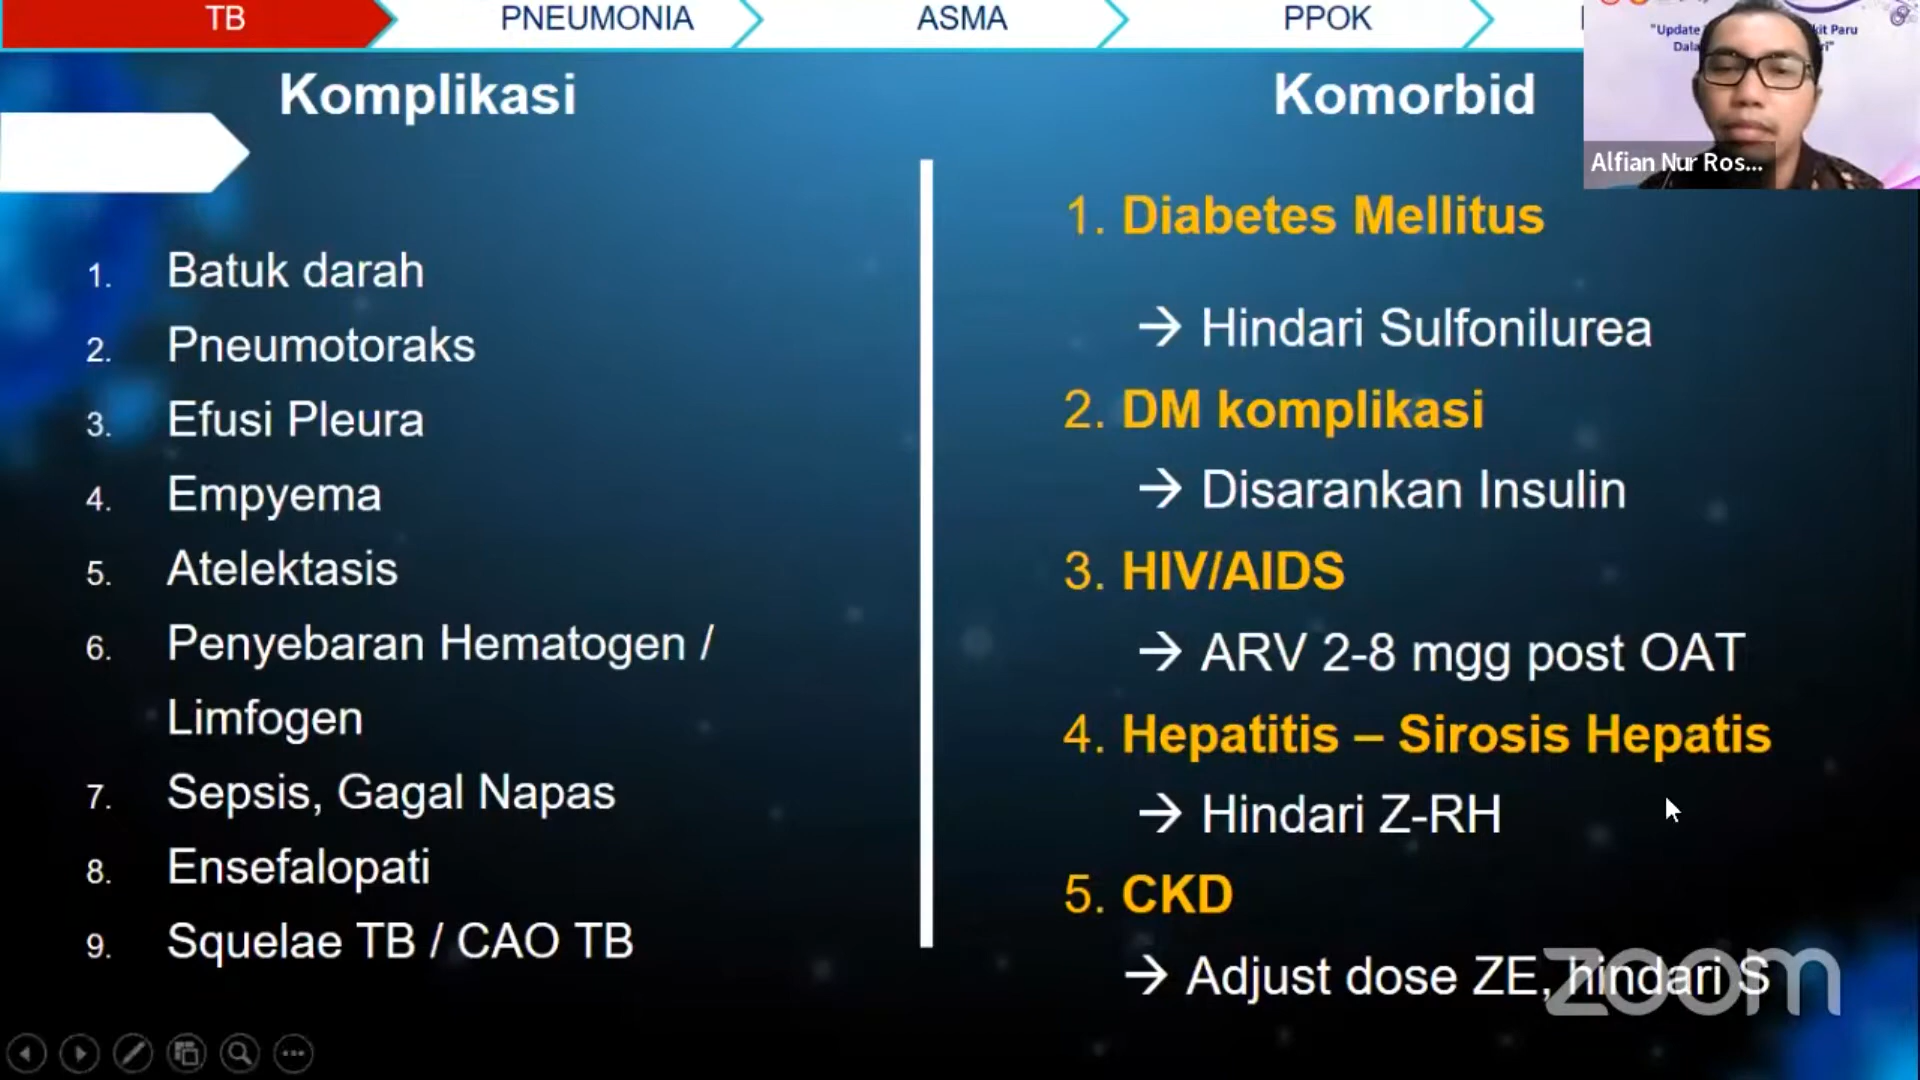 TB
PNEUMONIA
ASMA
PPOK
"Update
kit Paru
Alfian Nur Ros...
Komplikasi
1. Batuk darah
2. Pneumotoraks
3. Efusi Pleura
4. Empyema
5. Atelektasis
6. Penyebaran Hematogen /
Limfogen
7. Sepsis, Gagal Napas
8. Ensefalopati
9. Squelae TB / CAO TB
Komorbid
1. Diabetes Mellitus
→ Hindari Sulfonilurea
2. DM komplikasi
→ Disarankan Insulin
3. HIV/AIDS
→ ARV 2-8 mgg post OAT
4. Hepatitis – Sirosis Hepatis
→ Hindari Z-RH
5. CKD
→ Adjust dose ZE, hindari S
zoom